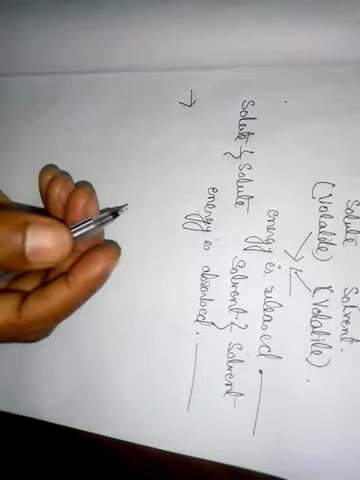 Solute Solvent.
(Volatile) (Volatile).
energy is released.
Solute } Solute Solvent } Solvent
energy is absorbed.
→